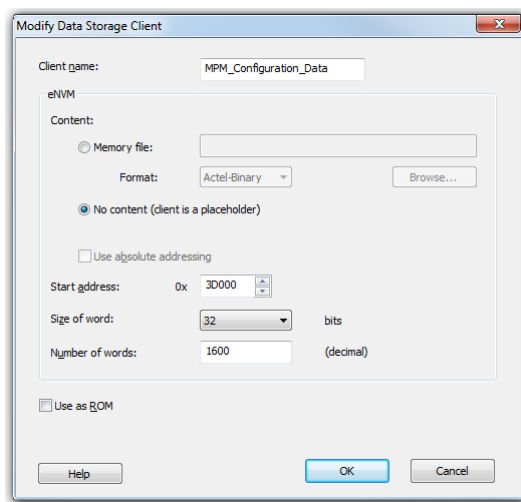 Modify Data Storage Client
Client name: MPM_Configuration_Data
eNVM
Content:
Memory file:
Format: Actel-Binary Browse...
No content (client is a placeholder)
Use absolute addressing
Start address: 0x 3D000
Size of word: 32 bits
Number of words: 1600 (decimal)
Use as ROM
Help OK Cancel